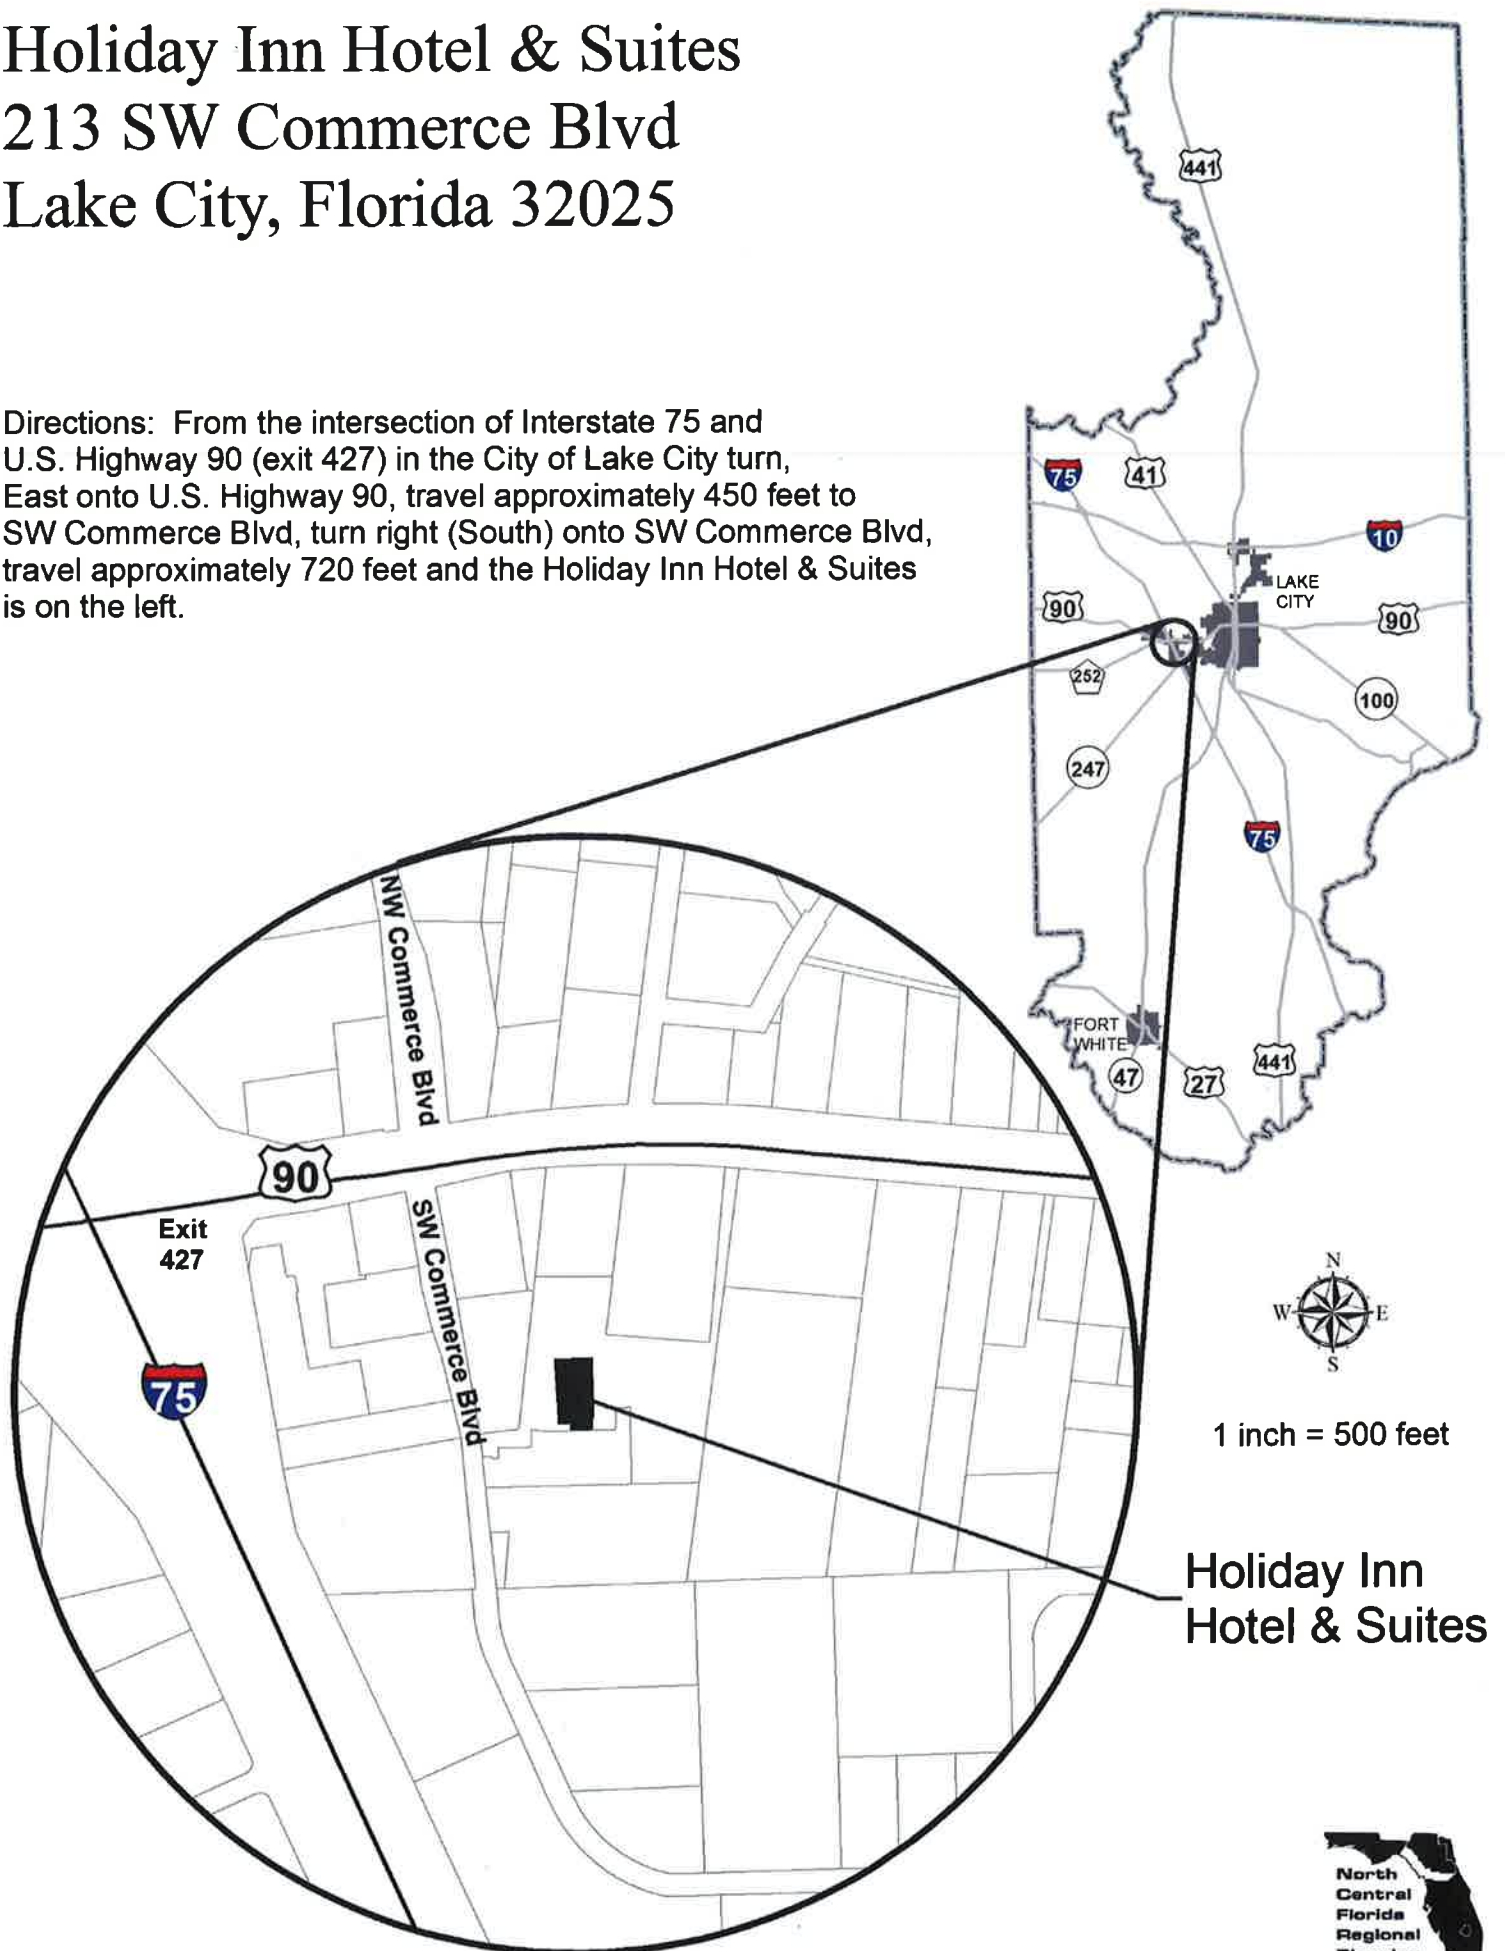 Holiday Inn Hotel & Suites
213 SW Commerce Blvd
Lake City, Florida 32025
Directions: From the intersection of Interstate 75 and
U.S. Highway 90 (exit 427) in the City of Lake City turn,
East onto U.S. Highway 90, travel approximately 450 feet to
SW Commerce Blvd, turn right (South) onto SW Commerce Blvd,
travel approximately 720 feet and the Holiday Inn Hotel & Suites
is on the left.
441
75
41
10
LAKE
CITY
90
90
252
100
247
75
FORT
WHITE
47
27
441
NW Commerce Blvd
90
Exit
427
SW Commerce Blvd
75
N
W
E
S
1 inch = 500 feet
Holiday Inn
Hotel & Suites
North
Central
Florida
Regional